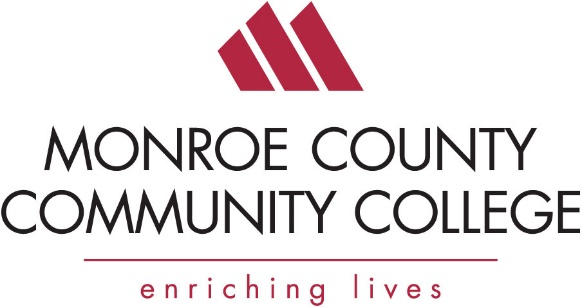 MONROE COUNTY
COMMUNITY COLLEGE
enriching lives